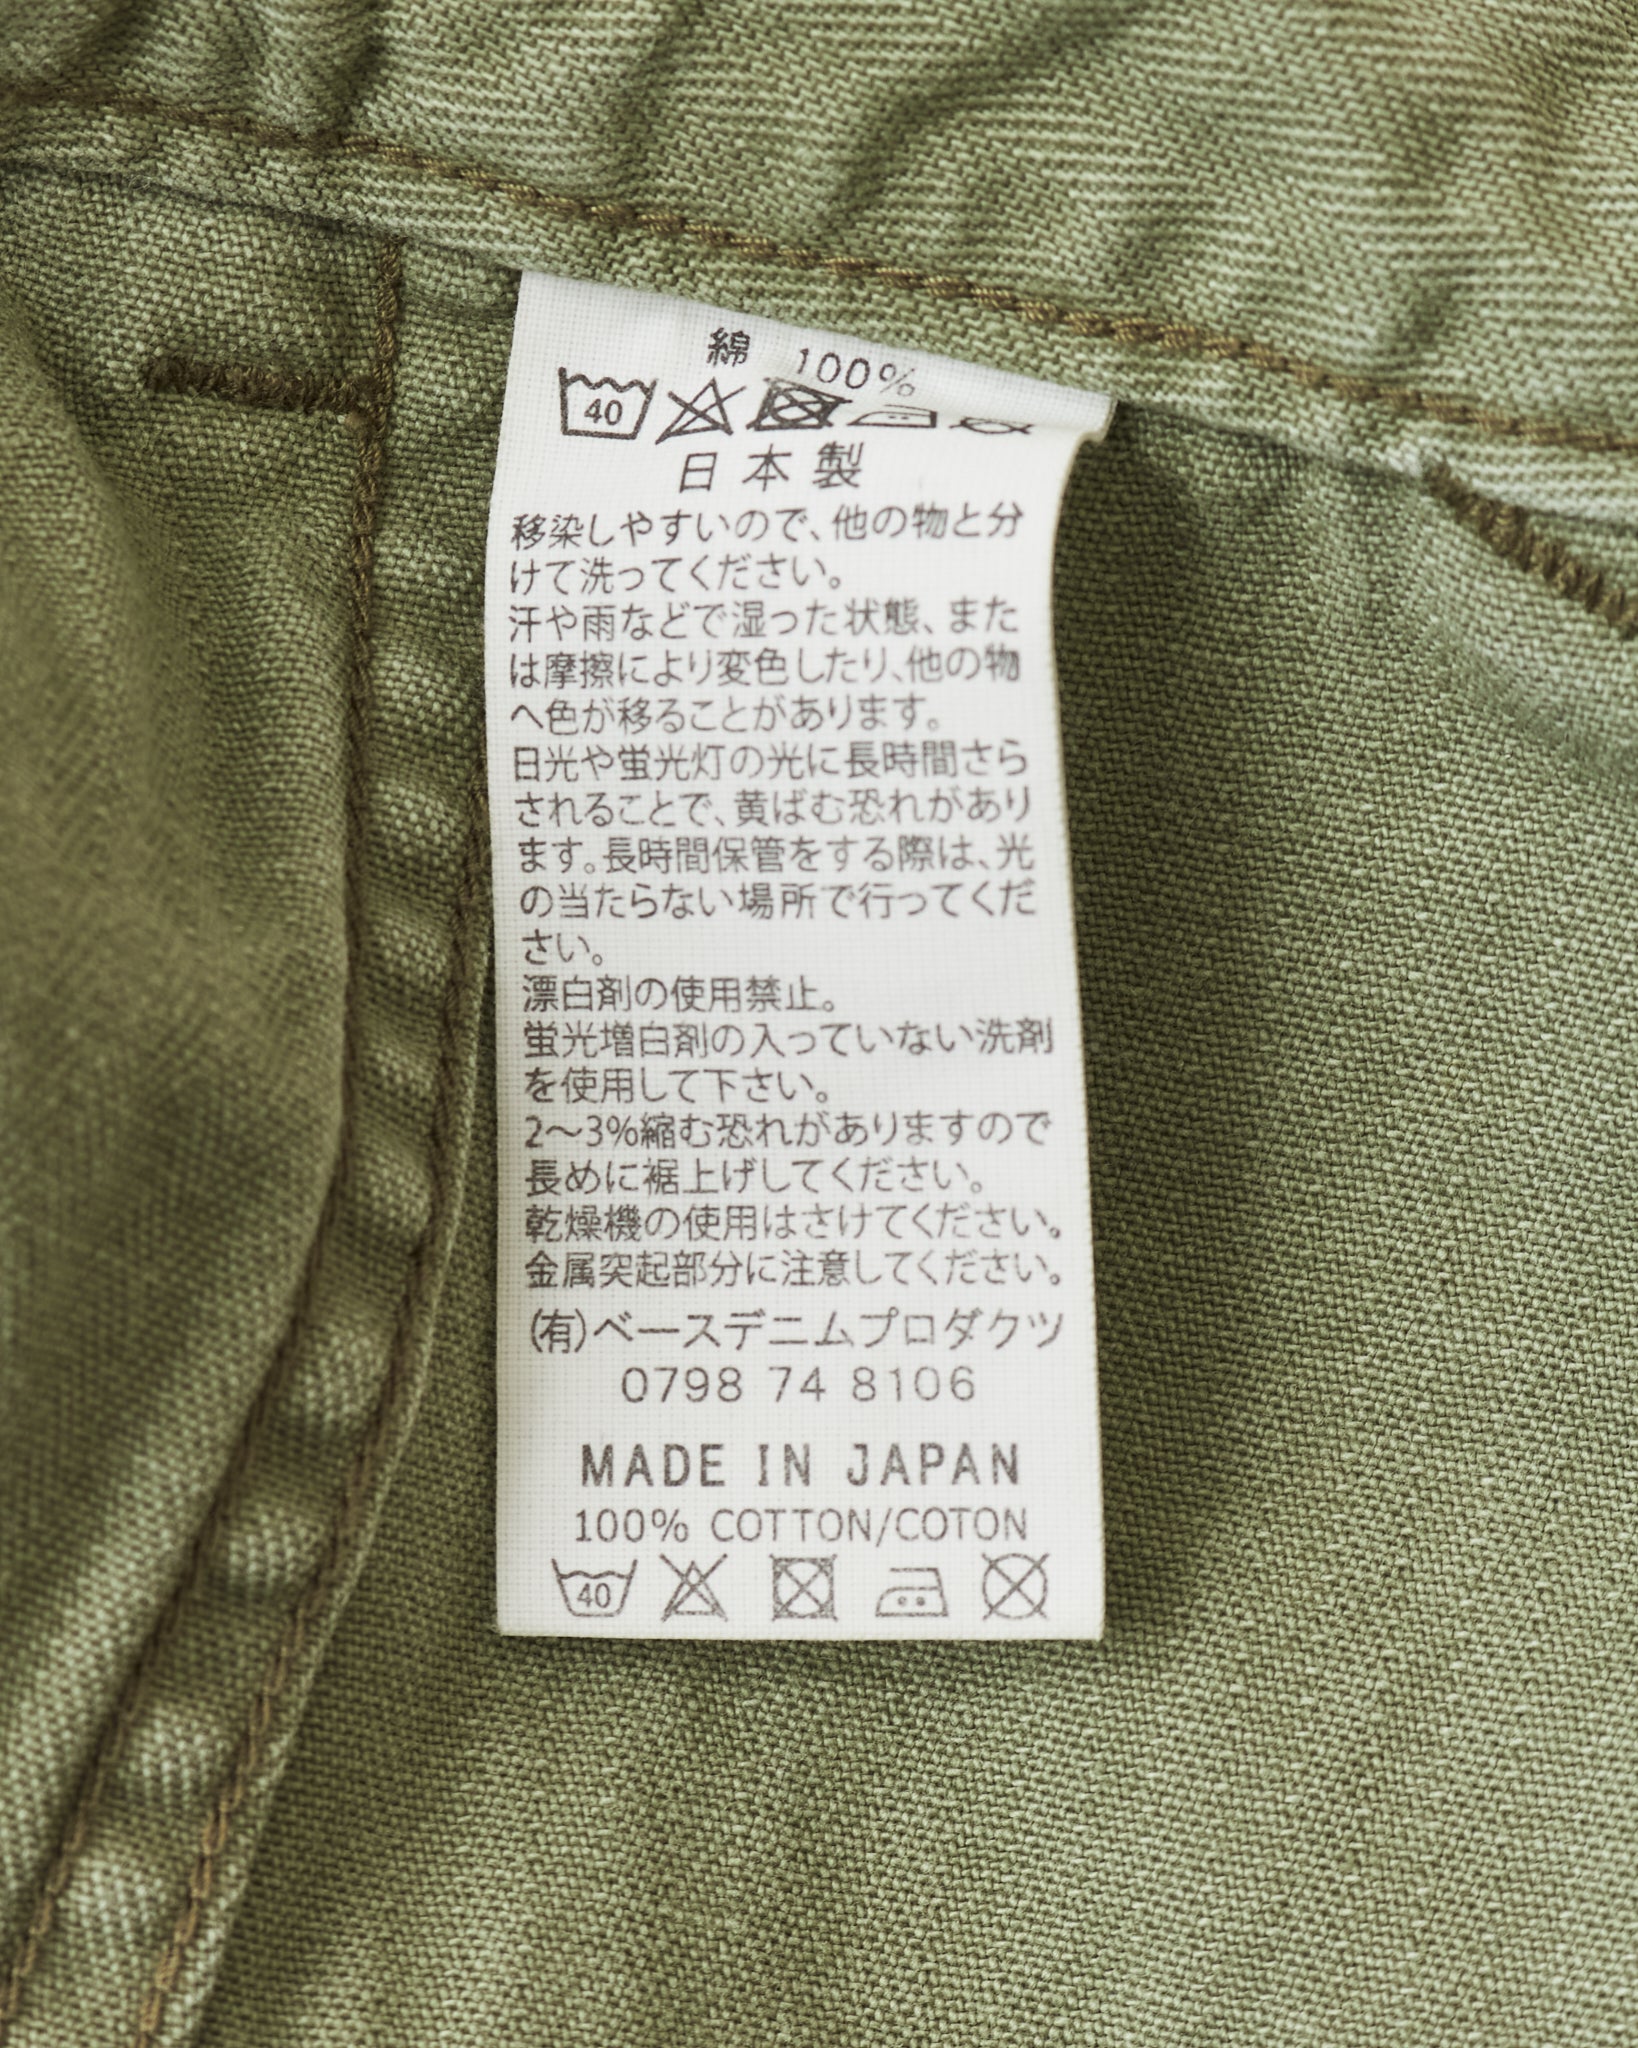 綿 100%
40
日本製
移染しやすいので、他の物と分
けて洗ってください。
汗や雨などで湿った状態、また
は摩擦により変色したり、他の物
へ色が移ることがあります。
日光や蛍光灯の光に長時間さら
されることで、黄ばむ恐れがあり
ます。長時間保管をする際は、光
の当たらない場所で行ってくだ
さい。
漂白剤の使用禁止。
蛍光増白剤の入っていない洗剤
を使用して下さい。
2～3%縮む恐れがありますので
長めに裾上げしてください。
乾燥機の使用はさけてください。
金属突起部分に注意してください。
(有)ベースデニムプロダクツ
0798 74 8106
MADE IN JAPAN
100% COTTON/COTON
40